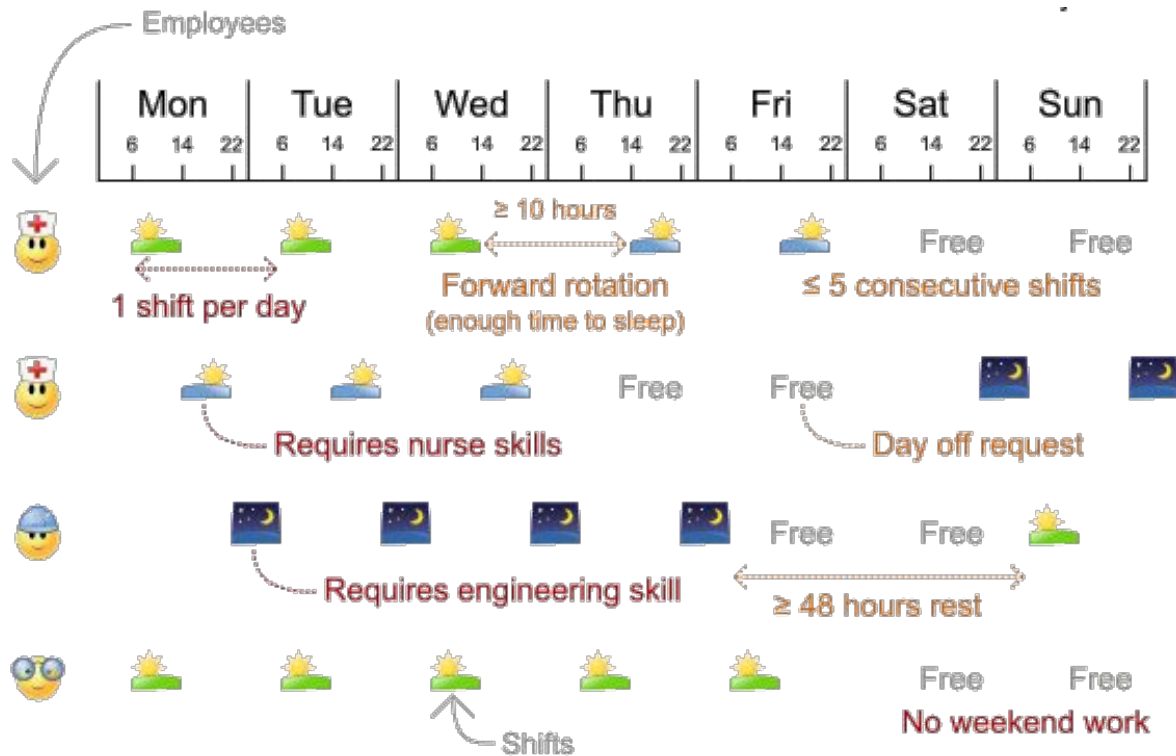 Employees
Mon Tue Wed Thu Fri Sat Sun
6 14 22 6 14 22 6 14 22 6 14 22 6 14 22 6 14 22 6 14 22
≥ 10 hours
Free Free
1 shift per day
Forward rotation
(enough time to sleep)
≤ 5 consecutive shifts
Free Free
Requires nurse skills
Day off request
Free Free
Requires engineering skill
≥ 48 hours rest
Free Free
No weekend work
Shifts